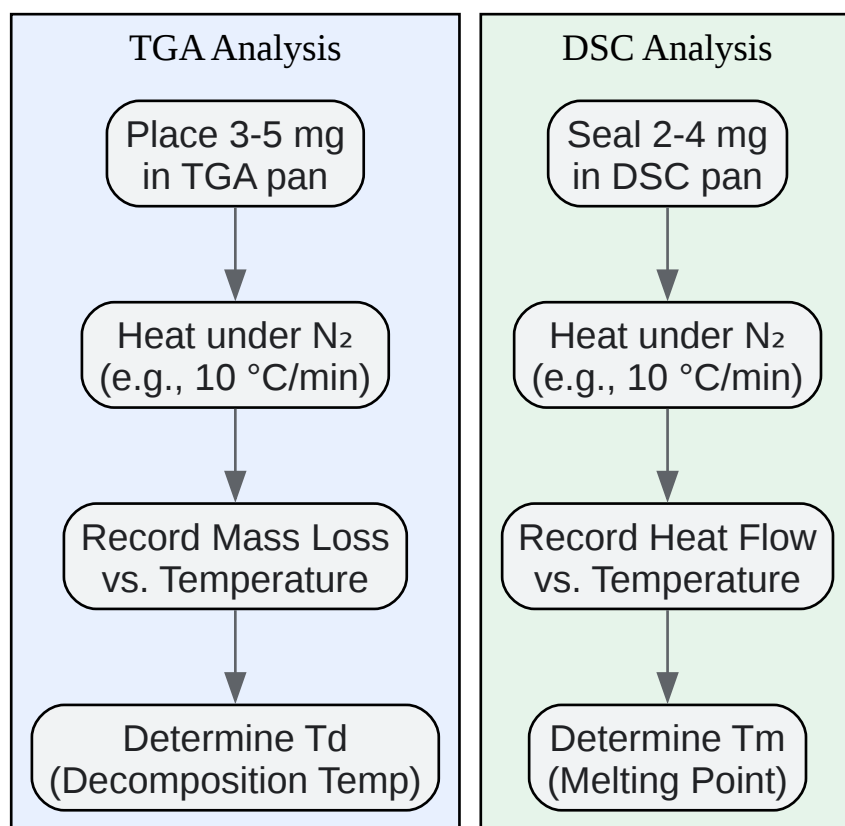 TGA Analysis
Place 3-5 mg
in TGA pan
Heat under N₂
(e.g., 10 °C/min)
Record Mass Loss
vs. Temperature
Determine Td
(Decomposition Temp)
DSC Analysis
Seal 2-4 mg
in DSC pan
Heat under N₂
(e.g., 10 °C/min)
Record Heat Flow
vs. Temperature
Determine Tm
(Melting Point)